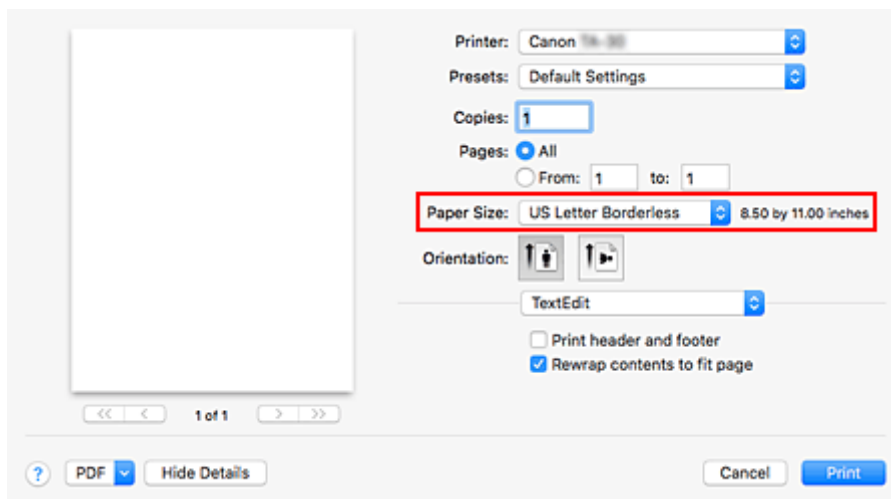 Printer: Canon
Presets: Default Settings
Copies: 1
Pages: All
From: 1 to: 1
Paper Size: US Letter Borderless 8.50 by 11.00 inches
Orientation:
TextEdit
Print header and footer
Rewrap contents to fit page
<< < 1 of 1 > >>
? PDF Hide Details Cancel Print